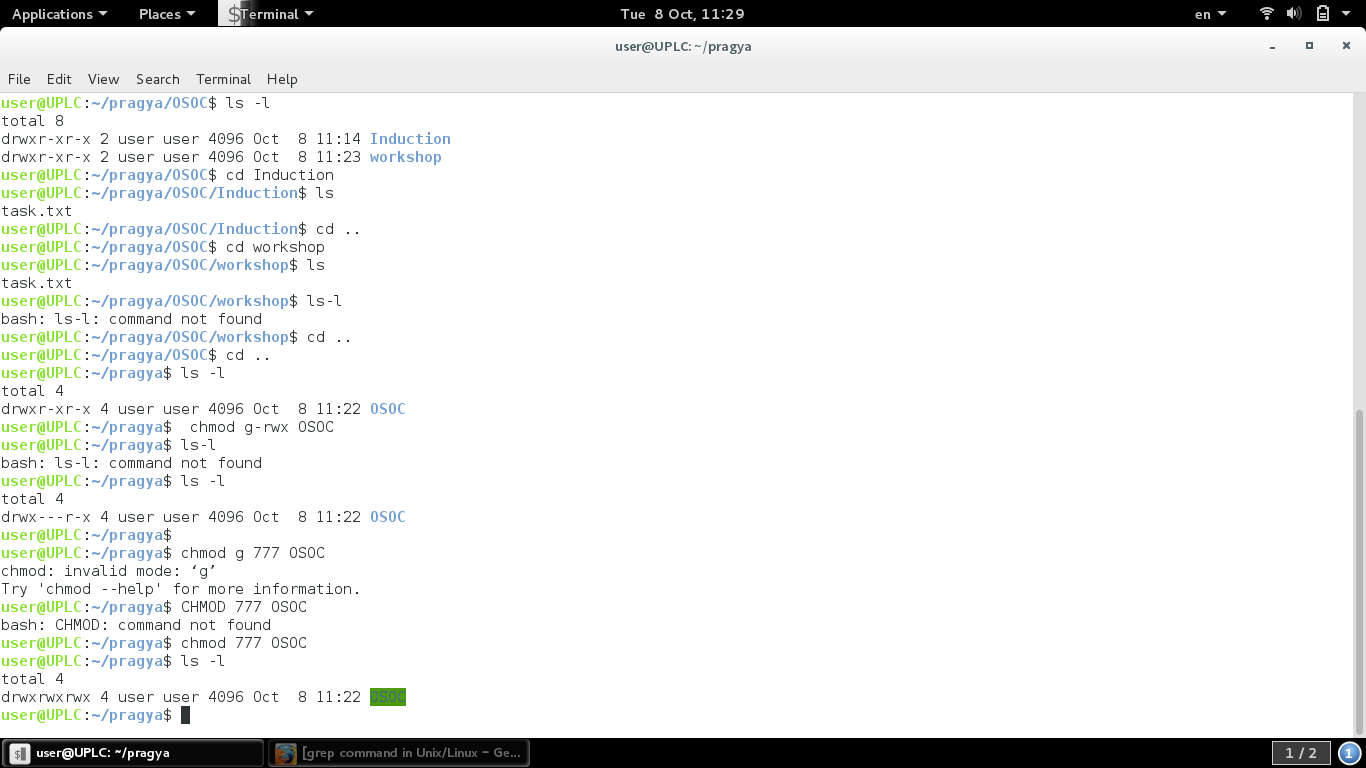 Applications Places Terminal Tue 8 Oct, 11:29 en
user@UPLC: ~/pragya
File Edit View Search Terminal Help
user@UPLC:~/pragya/OSOC$ ls -l
total 8
drwxr-xr-x 2 user user 4096 Oct  8 11:14 Induction
drwxr-xr-x 2 user user 4096 Oct  8 11:23 workshop
user@UPLC:~/pragya/OSOC$ cd Induction
user@UPLC:~/pragya/OSOC/Induction$ ls
task.txt
user@UPLC:~/pragya/OSOC/Induction$ cd ..
user@UPLC:~/pragya/OSOC$ cd workshop
user@UPLC:~/pragya/OSOC/workshop$ ls
task.txt
user@UPLC:~/pragya/OSOC/workshop$ ls-l
bash: ls-l: command not found
user@UPLC:~/pragya/OSOC/workshop$ cd ..
user@UPLC:~/pragya/OSOC$ cd ..
user@UPLC:~/pragya$ ls -l
total 4
drwxr-xr-x 4 user user 4096 Oct  8 11:22 OSOC
user@UPLC:~/pragya$  chmod g-rwx OSOC
user@UPLC:~/pragya$ ls-l
bash: ls-l: command not found
user@UPLC:~/pragya$ ls -l
total 4
drwx---r-x 4 user user 4096 Oct  8 11:22 OSOC
user@UPLC:~/pragya$
user@UPLC:~/pragya$ chmod g 777 OSOC
chmod: invalid mode: ‘g’
Try 'chmod --help' for more information.
user@UPLC:~/pragya$ CHMOD 777 OSOC
bash: CHMOD: command not found
user@UPLC:~/pragya$ chmod 777 OSOC
user@UPLC:~/pragya$ ls -l
total 4
drwxrwxrwx 4 user user 4096 Oct  8 11:22 OSOC
user@UPLC:~/pragya$
user@UPLC: ~/pragya [grep command in Unix/Linux - Ge... 1 / 2 1